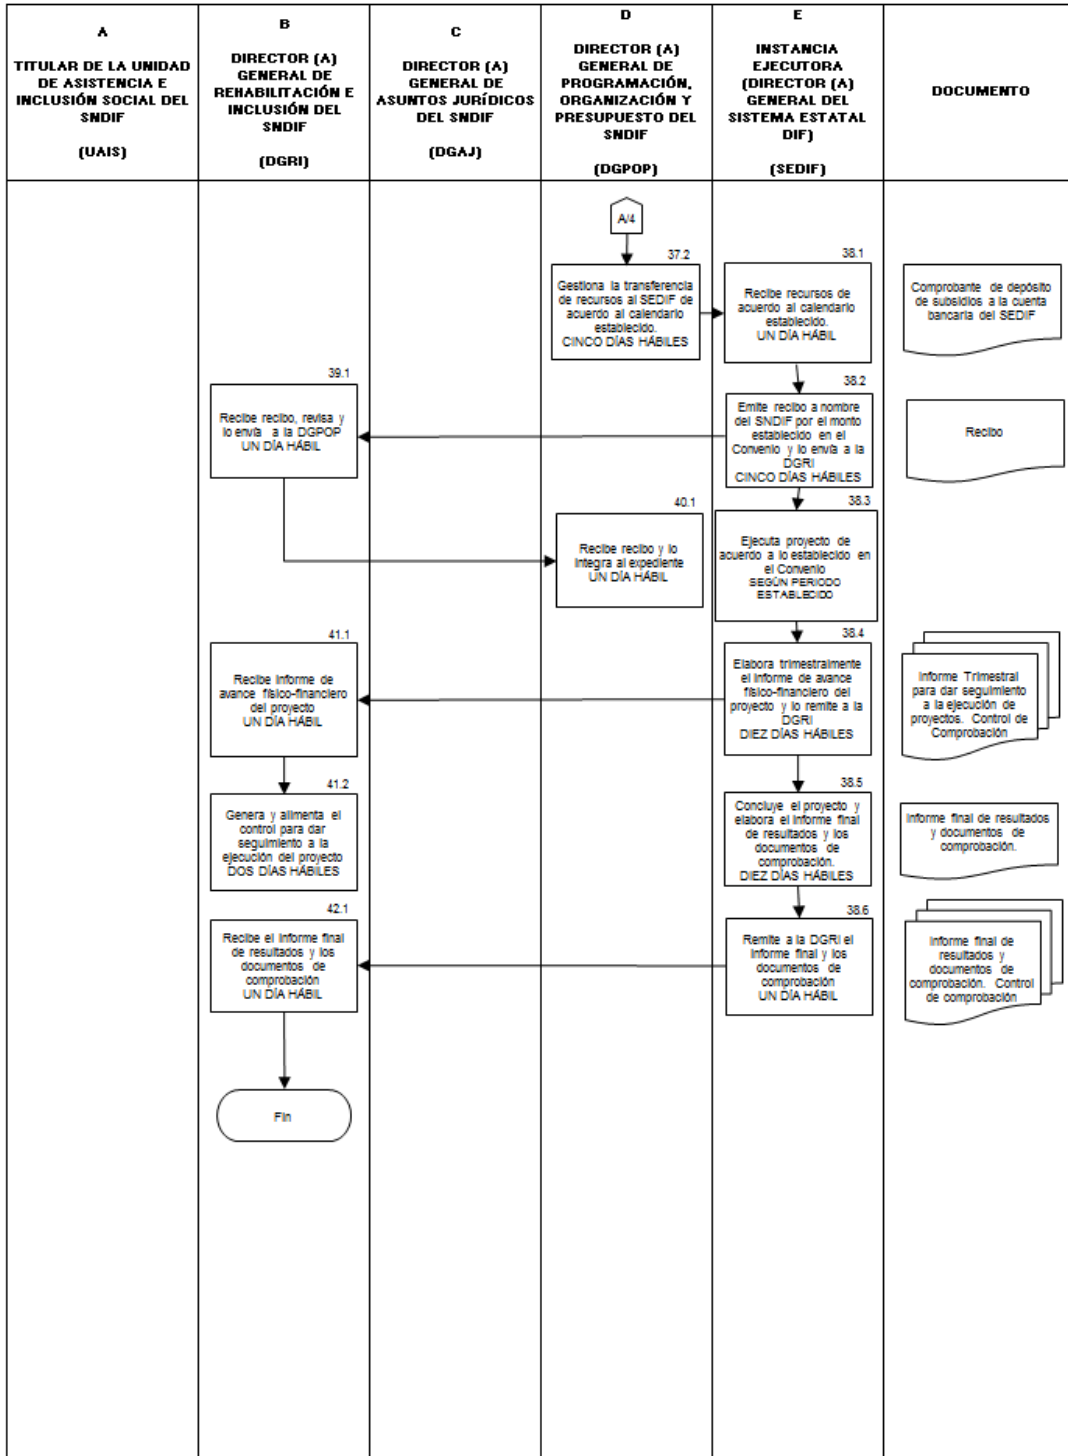 A
TITULAR DE LA UNIDAD
DE ASISTENCIA E
INCLUSIÓN SOCIAL DEL
SNDIF
(UAIS)
B
DIRECTOR (A)
GENERAL DE
REHABILITACIÓN E
INCLUSIÓN DEL
SNDIF
(DGRI)
C
DIRECTOR (A)
GENERAL DE
ASUNTOS JURÍDICOS
DEL SNDIF
(DGAJ)
D
DIRECTOR (A)
GENERAL DE
PROGRAMACIÓN,
ORGANIZACIÓN Y
PRESUPUESTO DEL
SNDIF
(DGPOP)
E
INSTANCIA
EJECUTORA
(DIRECTOR (A)
GENERAL DEL
SISTEMA ESTATAL
DIF)
(SEDIF)
DOCUMENTO
A/4
37.2
Gestiona la transferencia
de recursos al SEDIF de
acuerdo al calendario
establecido.
CINCO DÍAS HÁBILES
38.1
Recibe recursos de
acuerdo al calendario
establecido.
UN DÍA HÁBIL
Comprobante de depósito
de subsidios a la cuenta
bancaria del SEDIF
39.1
Recibe recibo, revisa y
lo envía a la DGPOP
UN DÍA HÁBIL
38.2
Emite recibo a nombre
del SNDIF por el monto
establecido en el
Convenio y lo envía a la
DGRI
CINCO DÍAS HÁBILES
Recibo
40.1
Recibe recibo y lo
integra al expediente
UN DÍA HÁBIL
38.3
Ejecuta proyecto de
acuerdo a lo establecido en
el Convenio
SEGÚN PERIODO
ESTABLECIDO
41.1
Recibe informe de
avance físico-financiero
del proyecto
UN DÍA HÁBIL
38.4
Elabora trimestralmente
el informe de avance
físico-financiero del
proyecto y lo remite a la
DGRI
DIEZ DÍAS HÁBILES
Informe Trimestral
para dar seguimiento
a la ejecución de
proyectos. Control de
Comprobación
41.2
Genera y alimenta el
control para dar
seguimiento a la
ejecución del proyecto
DOS DÍAS HÁBILES
38.5
Concluye el proyecto y
elabora el informe final
de resultados y los
documentos de
comprobación.
DIEZ DÍAS HÁBILES
Informe final de resultados
y documentos de
comprobación.
42.1
Recibe el informe final
de resultados y los
documentos de
comprobación
UN DÍA HÁBIL
38.6
Remite a la DGRI el
informe final y los
documentos de
comprobación
UN DÍA HÁBIL
Informe final de
resultados y
documentos de
comprobación. Control
de comprobación
Fin